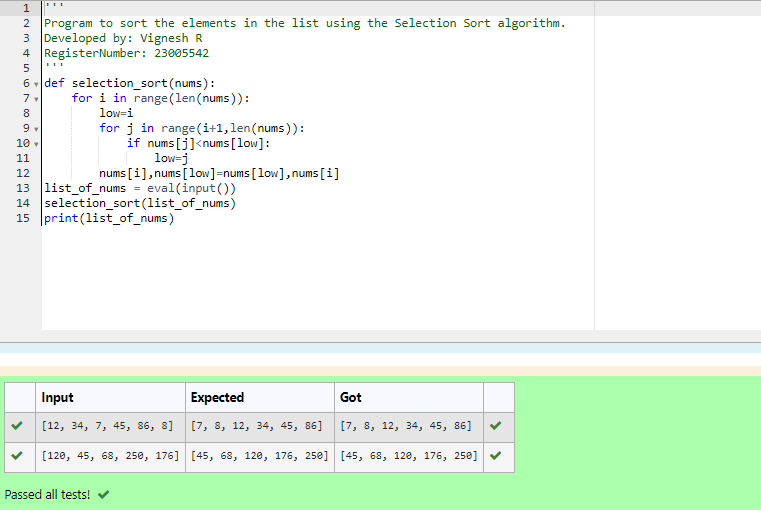 1 '''
2 Program to sort the elements in the list using the Selection Sort algorithm.
3 Developed by: Vignesh R
4 RegisterNumber: 23005542
5 '''
6 def selection_sort(nums):
7     for i in range(len(nums)):
8         low=i
9         for j in range(i+1,len(nums)):
10             if nums[j]<nums[low]:
11                 low=j
12         nums[i],nums[low]=nums[low],nums[i]
13 list_of_nums = eval(input())
14 selection_sort(list_of_nums)
15 print(list_of_nums)
Input Expected Got
[12, 34, 7, 45, 86, 8] [7, 8, 12, 34, 45, 86] [7, 8, 12, 34, 45, 86]
[120, 45, 68, 250, 176] [45, 68, 120, 176, 250] [45, 68, 120, 176, 250]
Passed all tests!